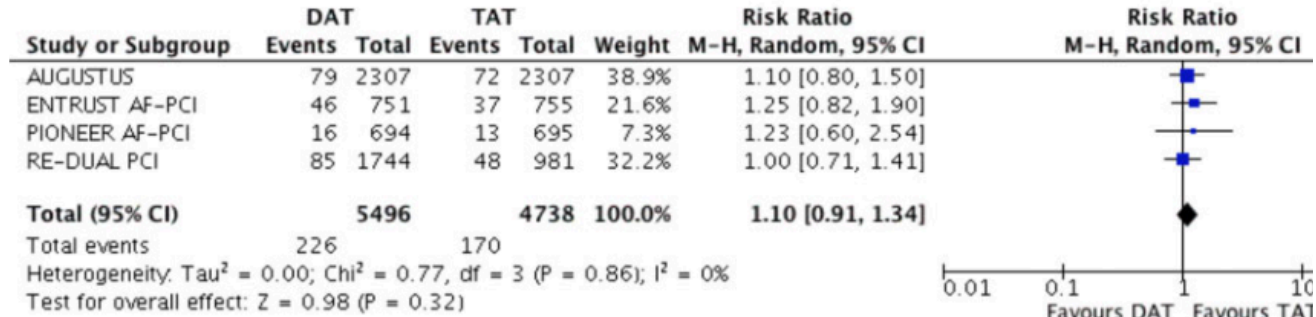 DAT TAT Risk Ratio Risk Ratio
Study or Subgroup Events Total Events Total Weight M-H, Random, 95% CI M-H, Random, 95% CI
AUGUSTUS 79 2307 72 2307 38.9% 1.10 [0.80, 1.50]
ENTRUST AF-PCI 46 751 37 755 21.6% 1.25 [0.82, 1.90]
PIONEER AF-PCI 16 694 13 695 7.3% 1.23 [0.60, 2.54]
RE-DUAL PCI 85 1744 48 981 32.2% 1.00 [0.71, 1.41]
Total (95% CI) 5496 4738 100.0% 1.10 [0.91, 1.34]
Total events 226 170
Heterogeneity: Tau² = 0.00; Chi² = 0.77, df = 3 (P = 0.86); I² = 0%
Test for overall effect: Z = 0.98 (P = 0.32)
0.01 0.1 1 10
Favours DAT Favours TAT